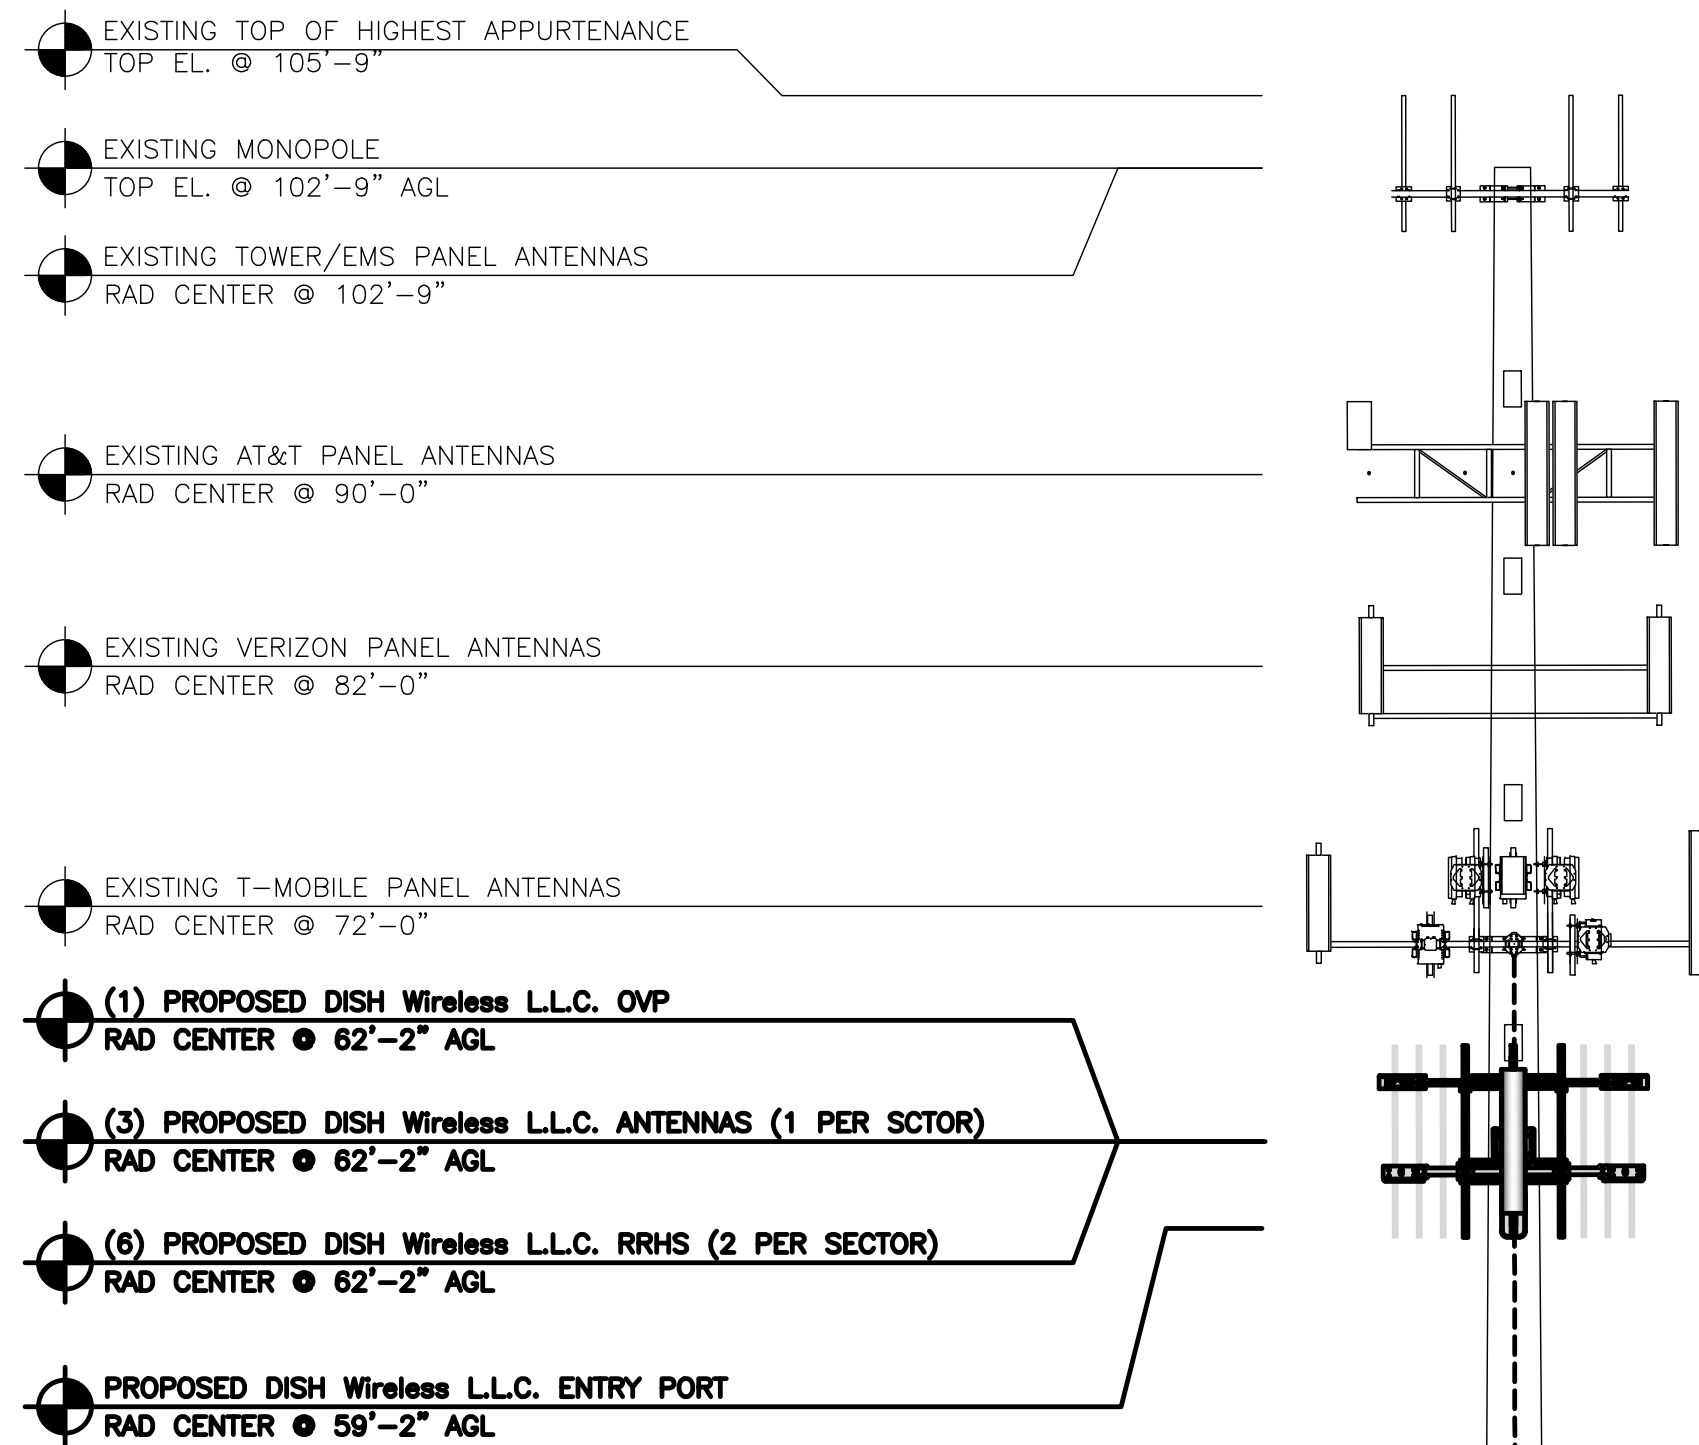 EXISTING TOP OF HIGHEST APPURTENANCE
TOP EL. @ 105'-9"
EXISTING MONOPOLE
TOP EL. @ 102'-9" AGL
EXISTING TOWER/EMS PANEL ANTENNAS
RAD CENTER @ 102'-9"
EXISTING AT&T PANEL ANTENNAS
RAD CENTER @ 90'-0"
EXISTING VERIZON PANEL ANTENNAS
RAD CENTER @ 82'-0"
EXISTING T-MOBILE PANEL ANTENNAS
RAD CENTER @ 72'-0"
(1) PROPOSED DISH Wireless L.L.C. OVP
RAD CENTER @ 62'-2" AGL
(3) PROPOSED DISH Wireless L.L.C. ANTENNAS (1 PER SCTOR)
RAD CENTER @ 62'-2" AGL
(6) PROPOSED DISH Wireless L.L.C. RRHS (2 PER SECTOR)
RAD CENTER @ 62'-2" AGL
PROPOSED DISH Wireless L.L.C. ENTRY PORT
RAD CENTER @ 59'-2" AGL